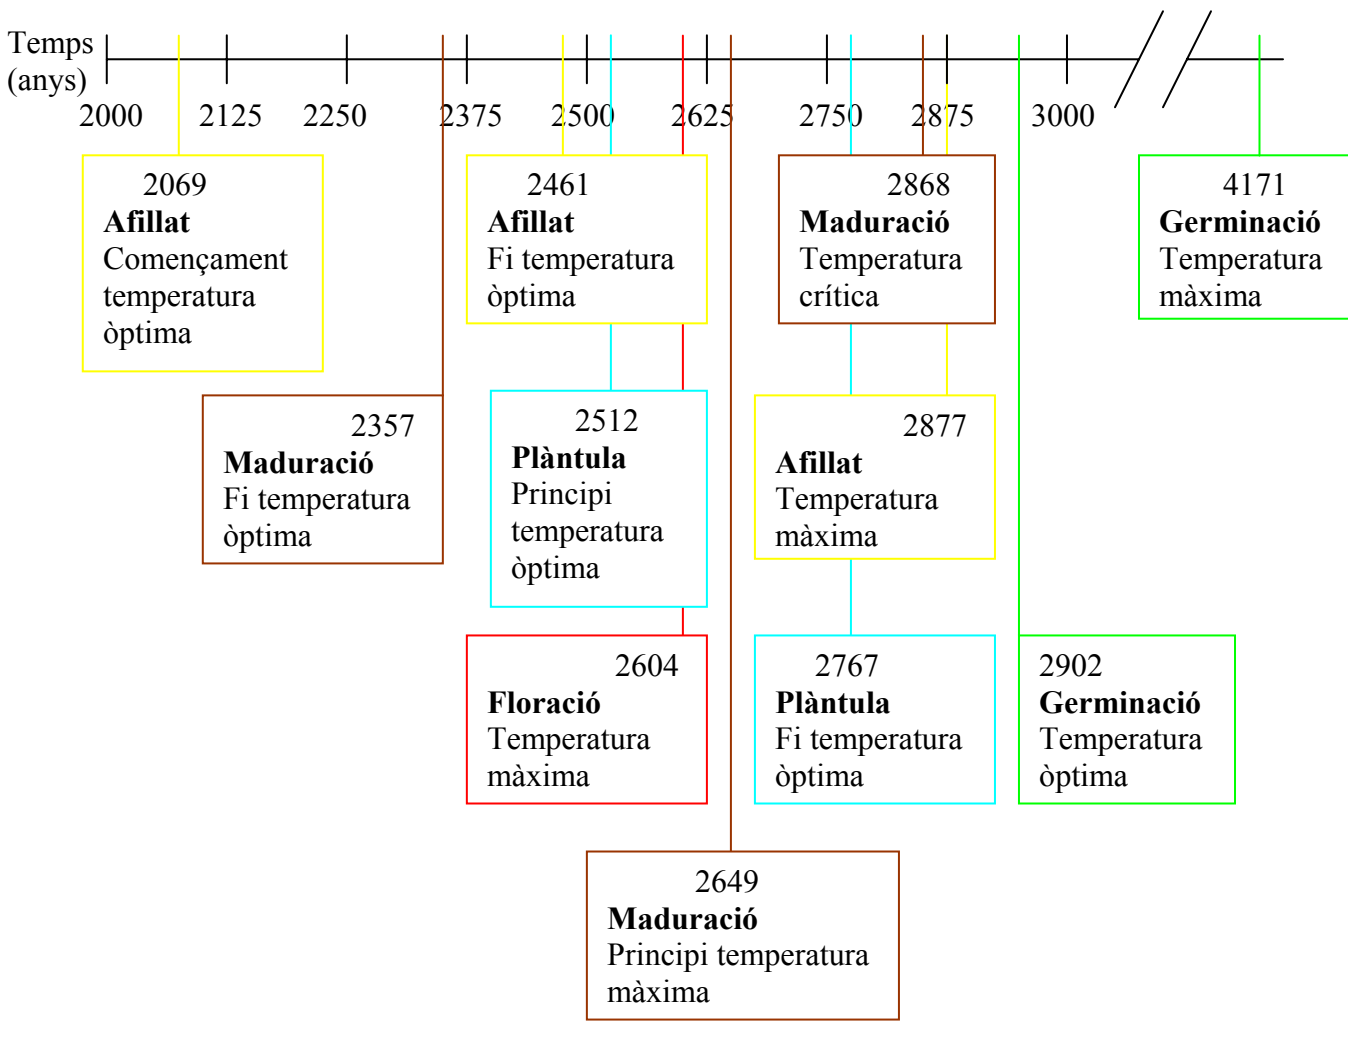 Temps
(anys)
2000 2125 2250 2375 2500 2625 2750 2875 3000
2069
Afillat
Començament
temperatura
òptima
2461
Afillat
Fi temperatura
òptima
2868
Maduració
Temperatura
crítica
4171
Germinació
Temperatura
màxima
2357
Maduració
Fi temperatura
òptima
2512
Plàntula
Principi
temperatura
òptima
2877
Afillat
Temperatura
màxima
2604
Floració
Temperatura
màxima
2767
Plàntula
Fi temperatura
òptima
2902
Germinació
Temperatura
òptima
2649
Maduració
Principi temperatura
màxima